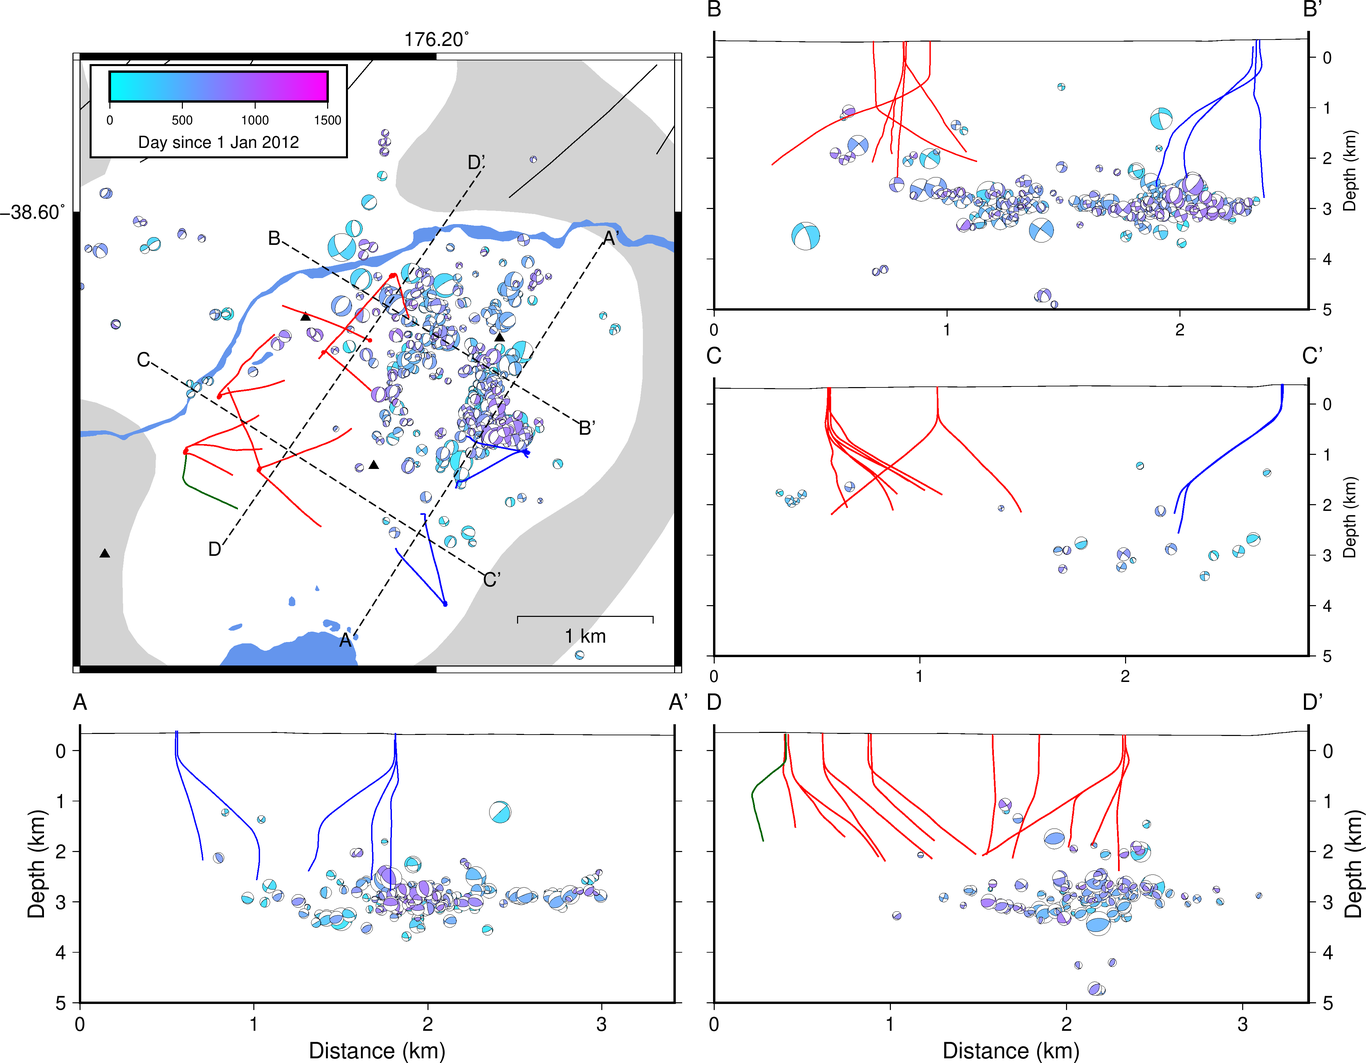 176.20°
0 500 1000 1500
Day since 1 Jan 2012
−38.60°
D'
B
A'
C
B'
D
C'
A
1 km
B B'
0
1
2
3
4
5
Depth (km)
0 1 2
C C'
0
1
2
3
4
5
Depth (km)
0 1 2
A A'
0
1
2
3
4
5
Depth (km)
0 1 2 3
Distance (km)
D D'
0
1
2
3
4
5
Depth (km)
0 1 2 3
Distance (km)